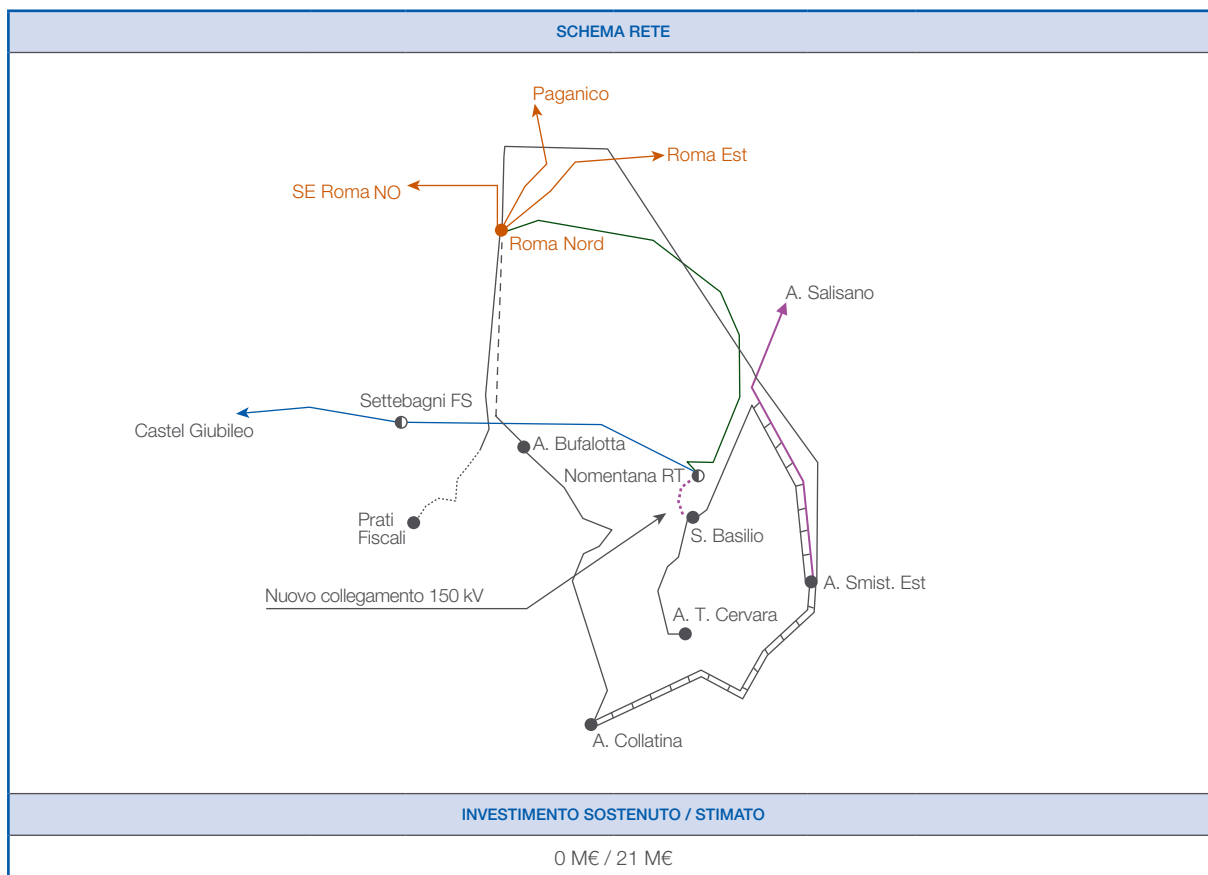 SCHEMA RETE
Paganico
Roma Est
SE Roma NO
Roma Nord
A. Salisano
Settebagni FS
Castel Giubileo
A. Bufalotta
Nomentana RT
Prati
Fiscali
S. Basilio
A. Smist. Est
Nuovo collegamento 150 kV
A. T. Cervara
A. Collatina
INVESTIMENTO SOSTENUTO / STIMATO
0 M€ / 21 M€